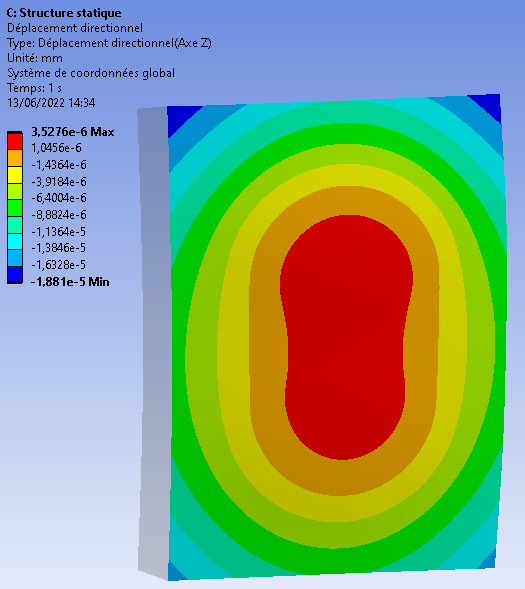 C: Structure statique
Déplacement directionnel
Type: Déplacement directionnel(Axe Z)
Unité: mm
Système de coordonnées global
Temps: 1 s
13/06/2022 14:34
3,5276e-6 Max
1,0456e-6
-1,4364e-6
-3,9184e-6
-6,4004e-6
-8,8824e-6
-1,1364e-5
-1,3846e-5
-1,6328e-5
-1,881e-5 Min